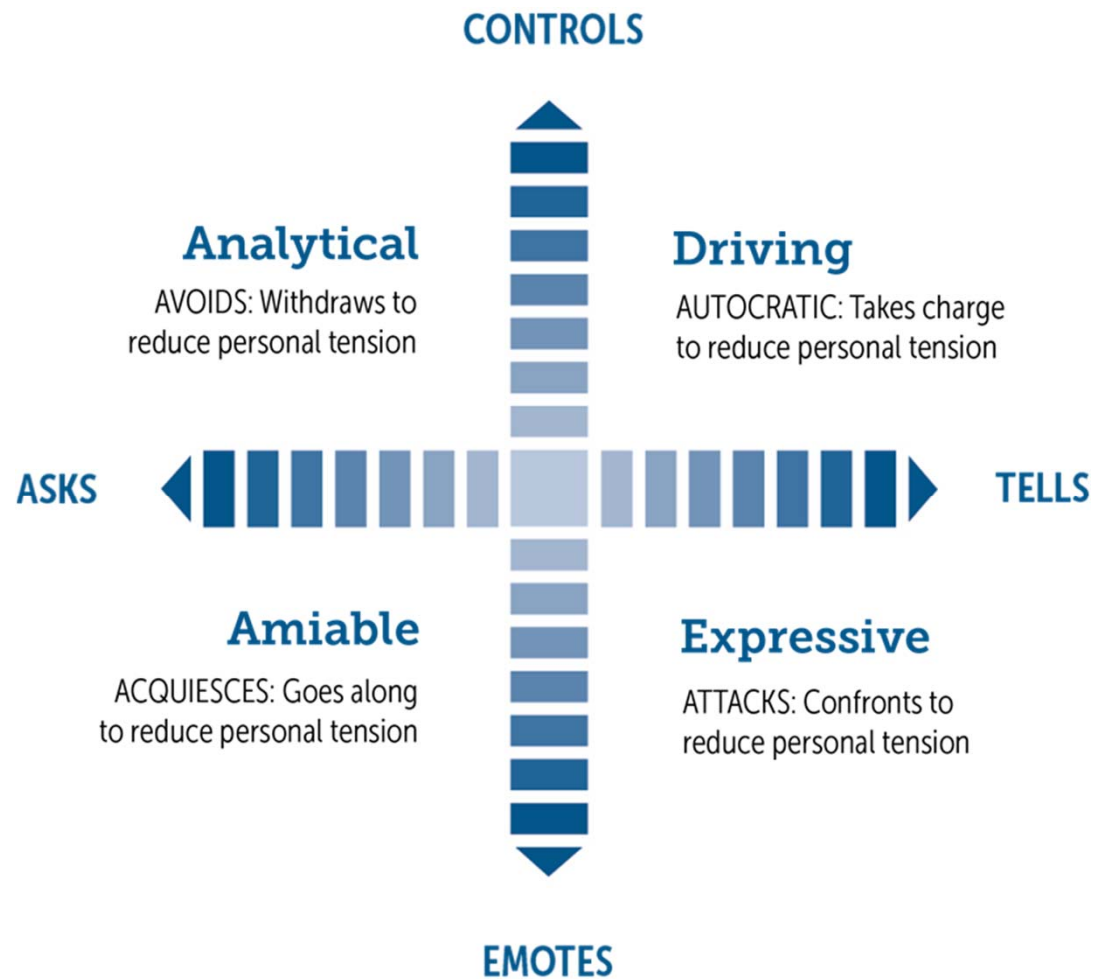 CONTROLS
Analytical
AVOIDS: Withdraws to
reduce personal tension
Driving
AUTOCRATIC: Takes charge
to reduce personal tension
ASKS
TELLS
Amiable
ACQUIESCES: Goes along
to reduce personal tension
Expressive
ATTACKS: Confronts to
reduce personal tension
EMOTES